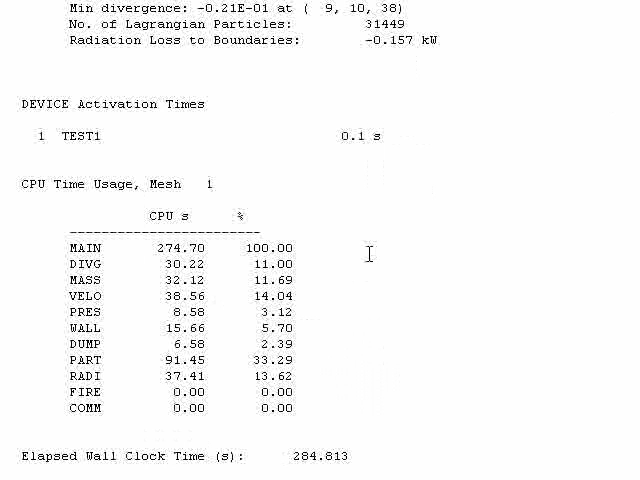 Min divergence: -0.21E-01 at (  9, 10, 38)
No. of Lagrangian Particles:         31449
Radiation Loss to Boundaries:        -0.157 kW
DEVICE Activation Times
1  TEST1                              0.1 s
CPU Time Usage, Mesh   1
CPU s      %
------------------------
MAIN       274.70     100.00
DIVG        30.22      11.00
MASS        32.12      11.69
VELO        38.56      14.04
PRES         8.58       3.12
WALL        15.66       5.70
DUMP         6.58       2.39
PART        91.45      33.29
RADI        37.41      13.62
FIRE         0.00       0.00
COMM         0.00       0.00
Elapsed Wall Clock Time (s):      284.813